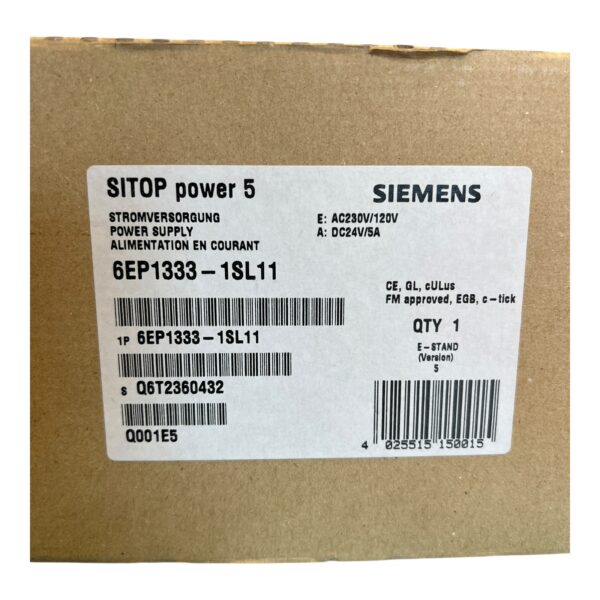 SITOP power 5
SIEMENS
STROMVERSORGUNG
POWER SUPPLY
ALIMENTATION EN COURANT
E: AC230V/120V
A: DC24V/5A
6EP1333-1SL11
CE, GL, cULus
FM approved, EGB, c-tick
QTY 1
1P 6EP1333-1SL11
E-STAND
(Version)
5
S Q6T2360432
Q001E5
4 025515 150015